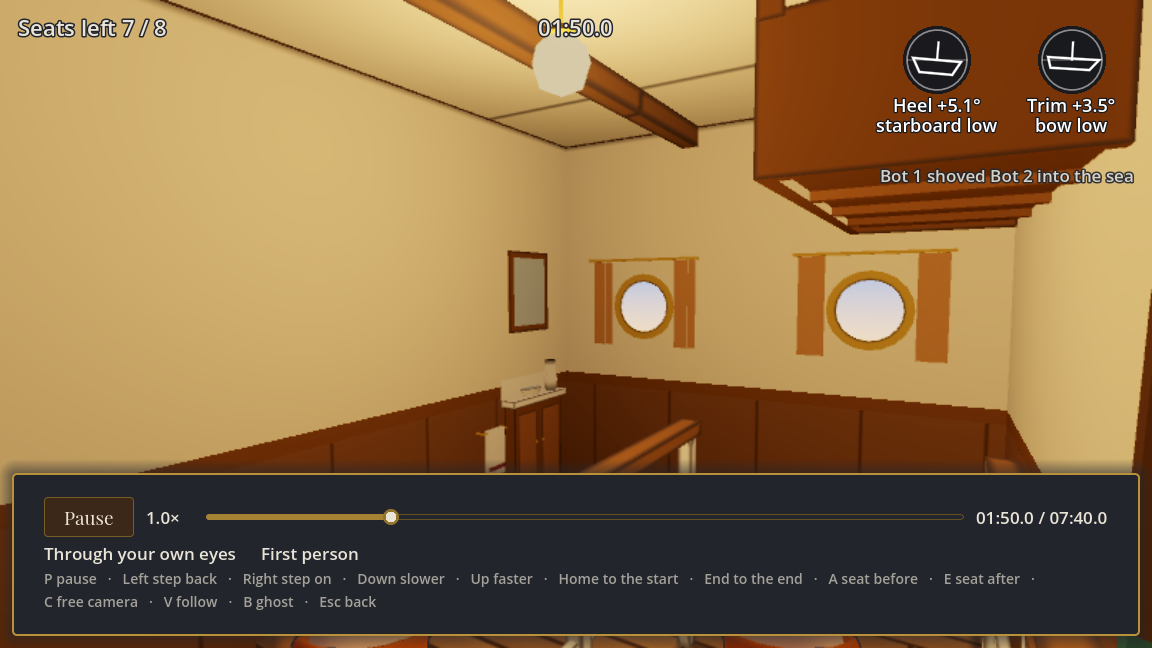 Seats left 7 / 8
01:50.0
Heel +5.1°
starboard low
Trim +3.5°
bow low
Bot 1 shoved Bot 2 into the sea
Pause
1.0×
01:50.0 / 07:40.0
Through your own eyes First person
P pause · Left step back · Right step on · Down slower · Up faster · Home to the start · End to the end · A seat before · E seat after ·
C free camera · V follow · B ghost · Esc back